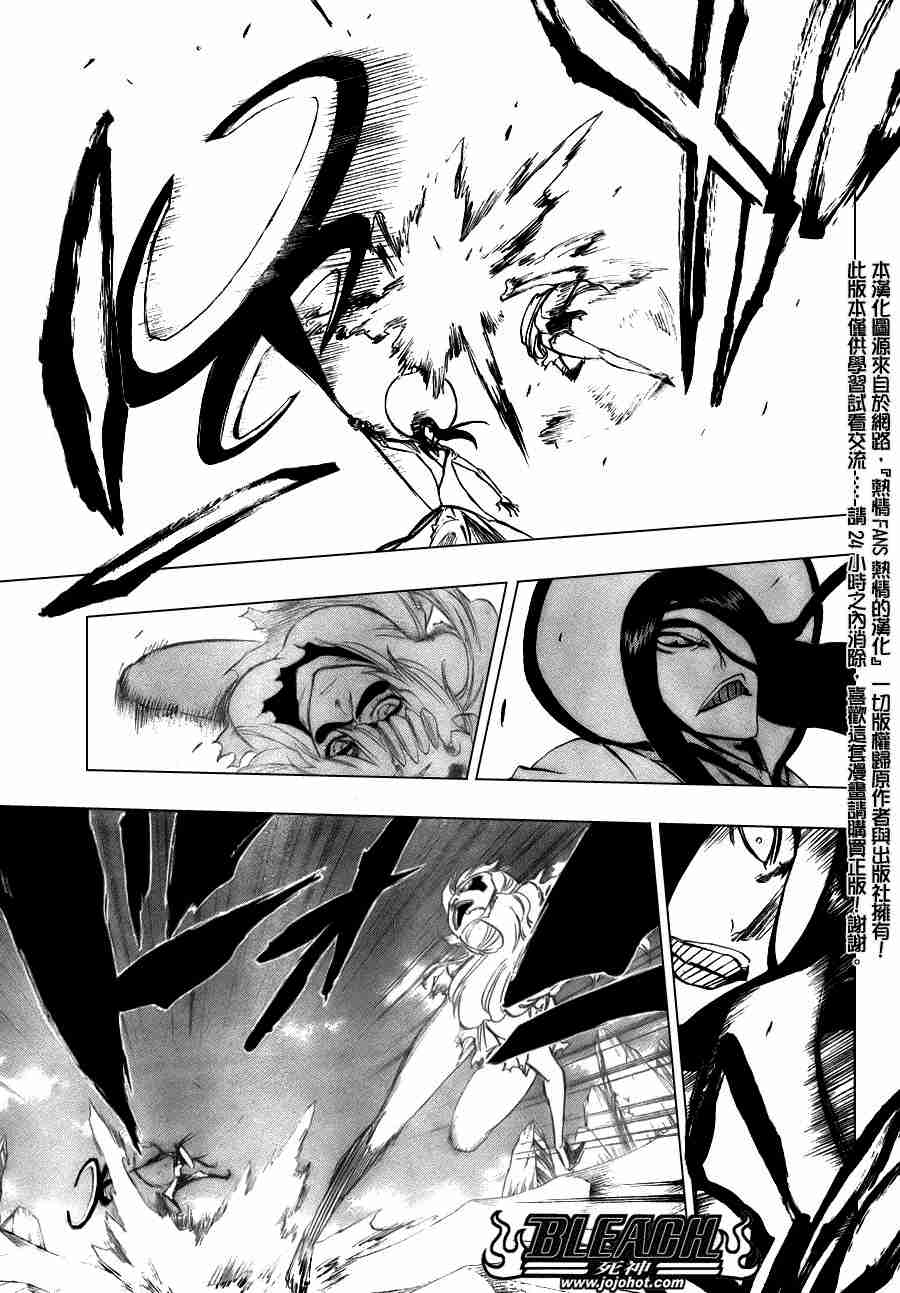 本漢化圖源來自於網路．『熱情FANS熱情的漢化』一切版權歸原作者與出版社擁有！
此版本僅供學習試看交流……請24小時之內消除．喜歡這套漫畫請購買正版！謝謝。
BLEACH
死神
www.jojohot.com